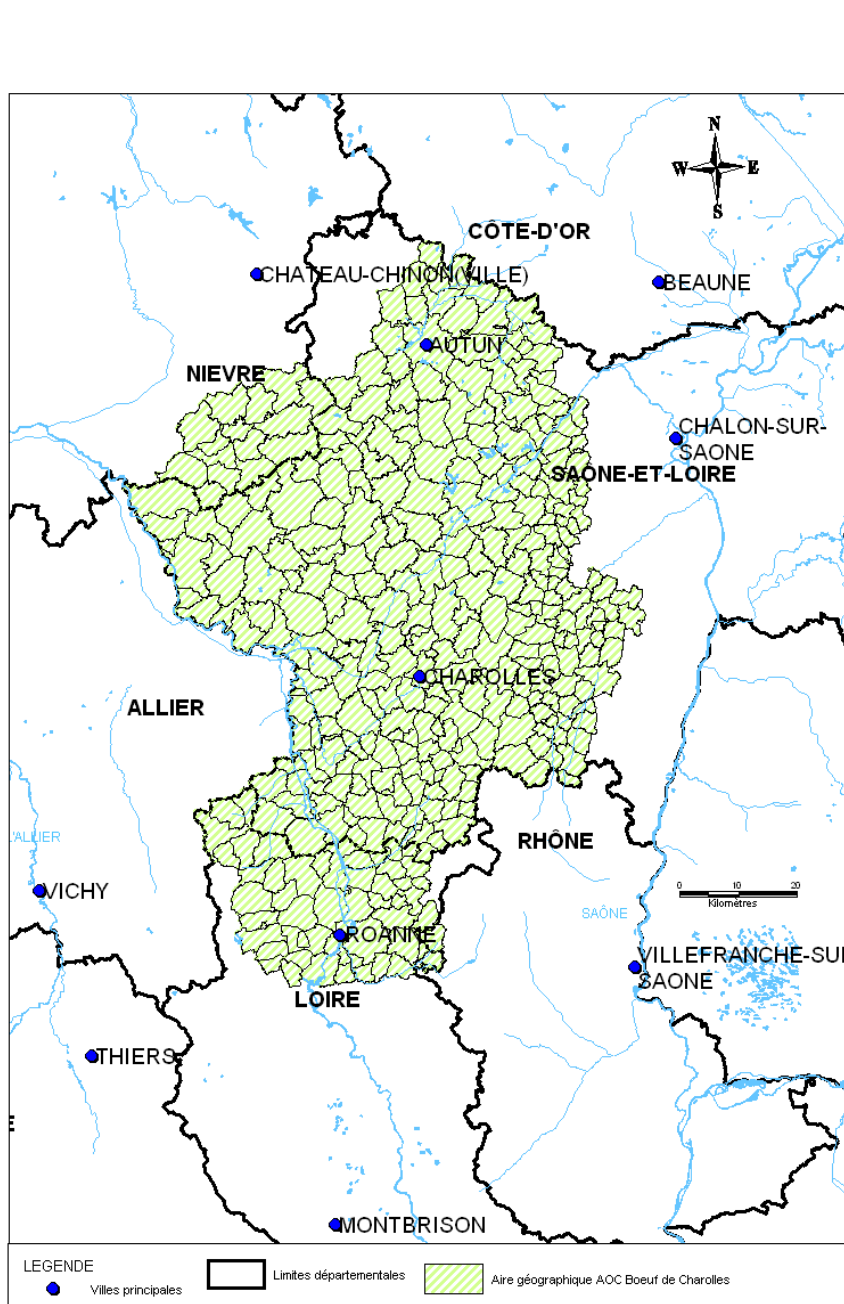 N
W E
S
CÔTE-D'OR
CHATEAU-CHINON(VILLE)
BEAUNE
AUTUN
NIEVRE
CHALON-SUR-
SAONE
SAÔNE-ET-LOIRE
CHAROLLES
ALLIER
L'ALLIER
RHÔNE
VICHY
0 10 20
Kilomètres
SAÔNE
ROANNE
VILLEFRANCHE-SUR
SAONE
LOIRE
THIERS
E
MONTBRISON
LEGENDE
Villes principales
Limites départementales
Aire géographique AOC Boeuf de Charolles